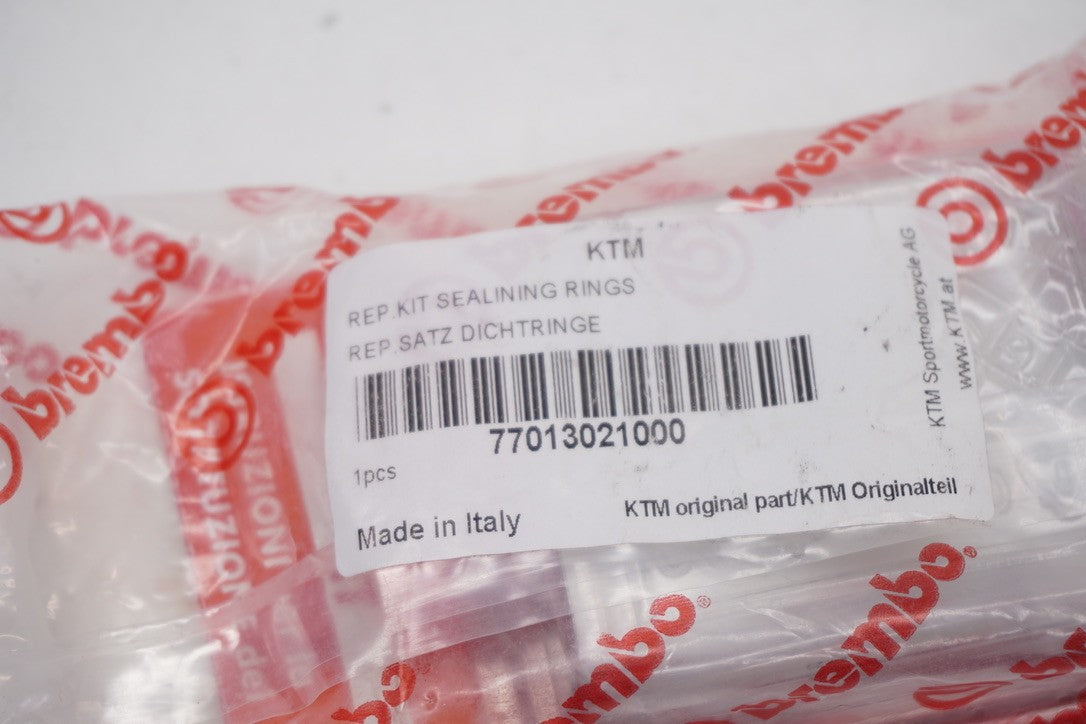 KTM
REP.KIT SEALINING RINGS
REP.SATZ DICHTRINGE
77013021000
1pcs
Made in Italy
KTM original part/KTM Originalteil
KTM Sportmotorcycle AG
www.KTM.at
brembo
brembo
brembo
brembo
brembo
brembo
brembo